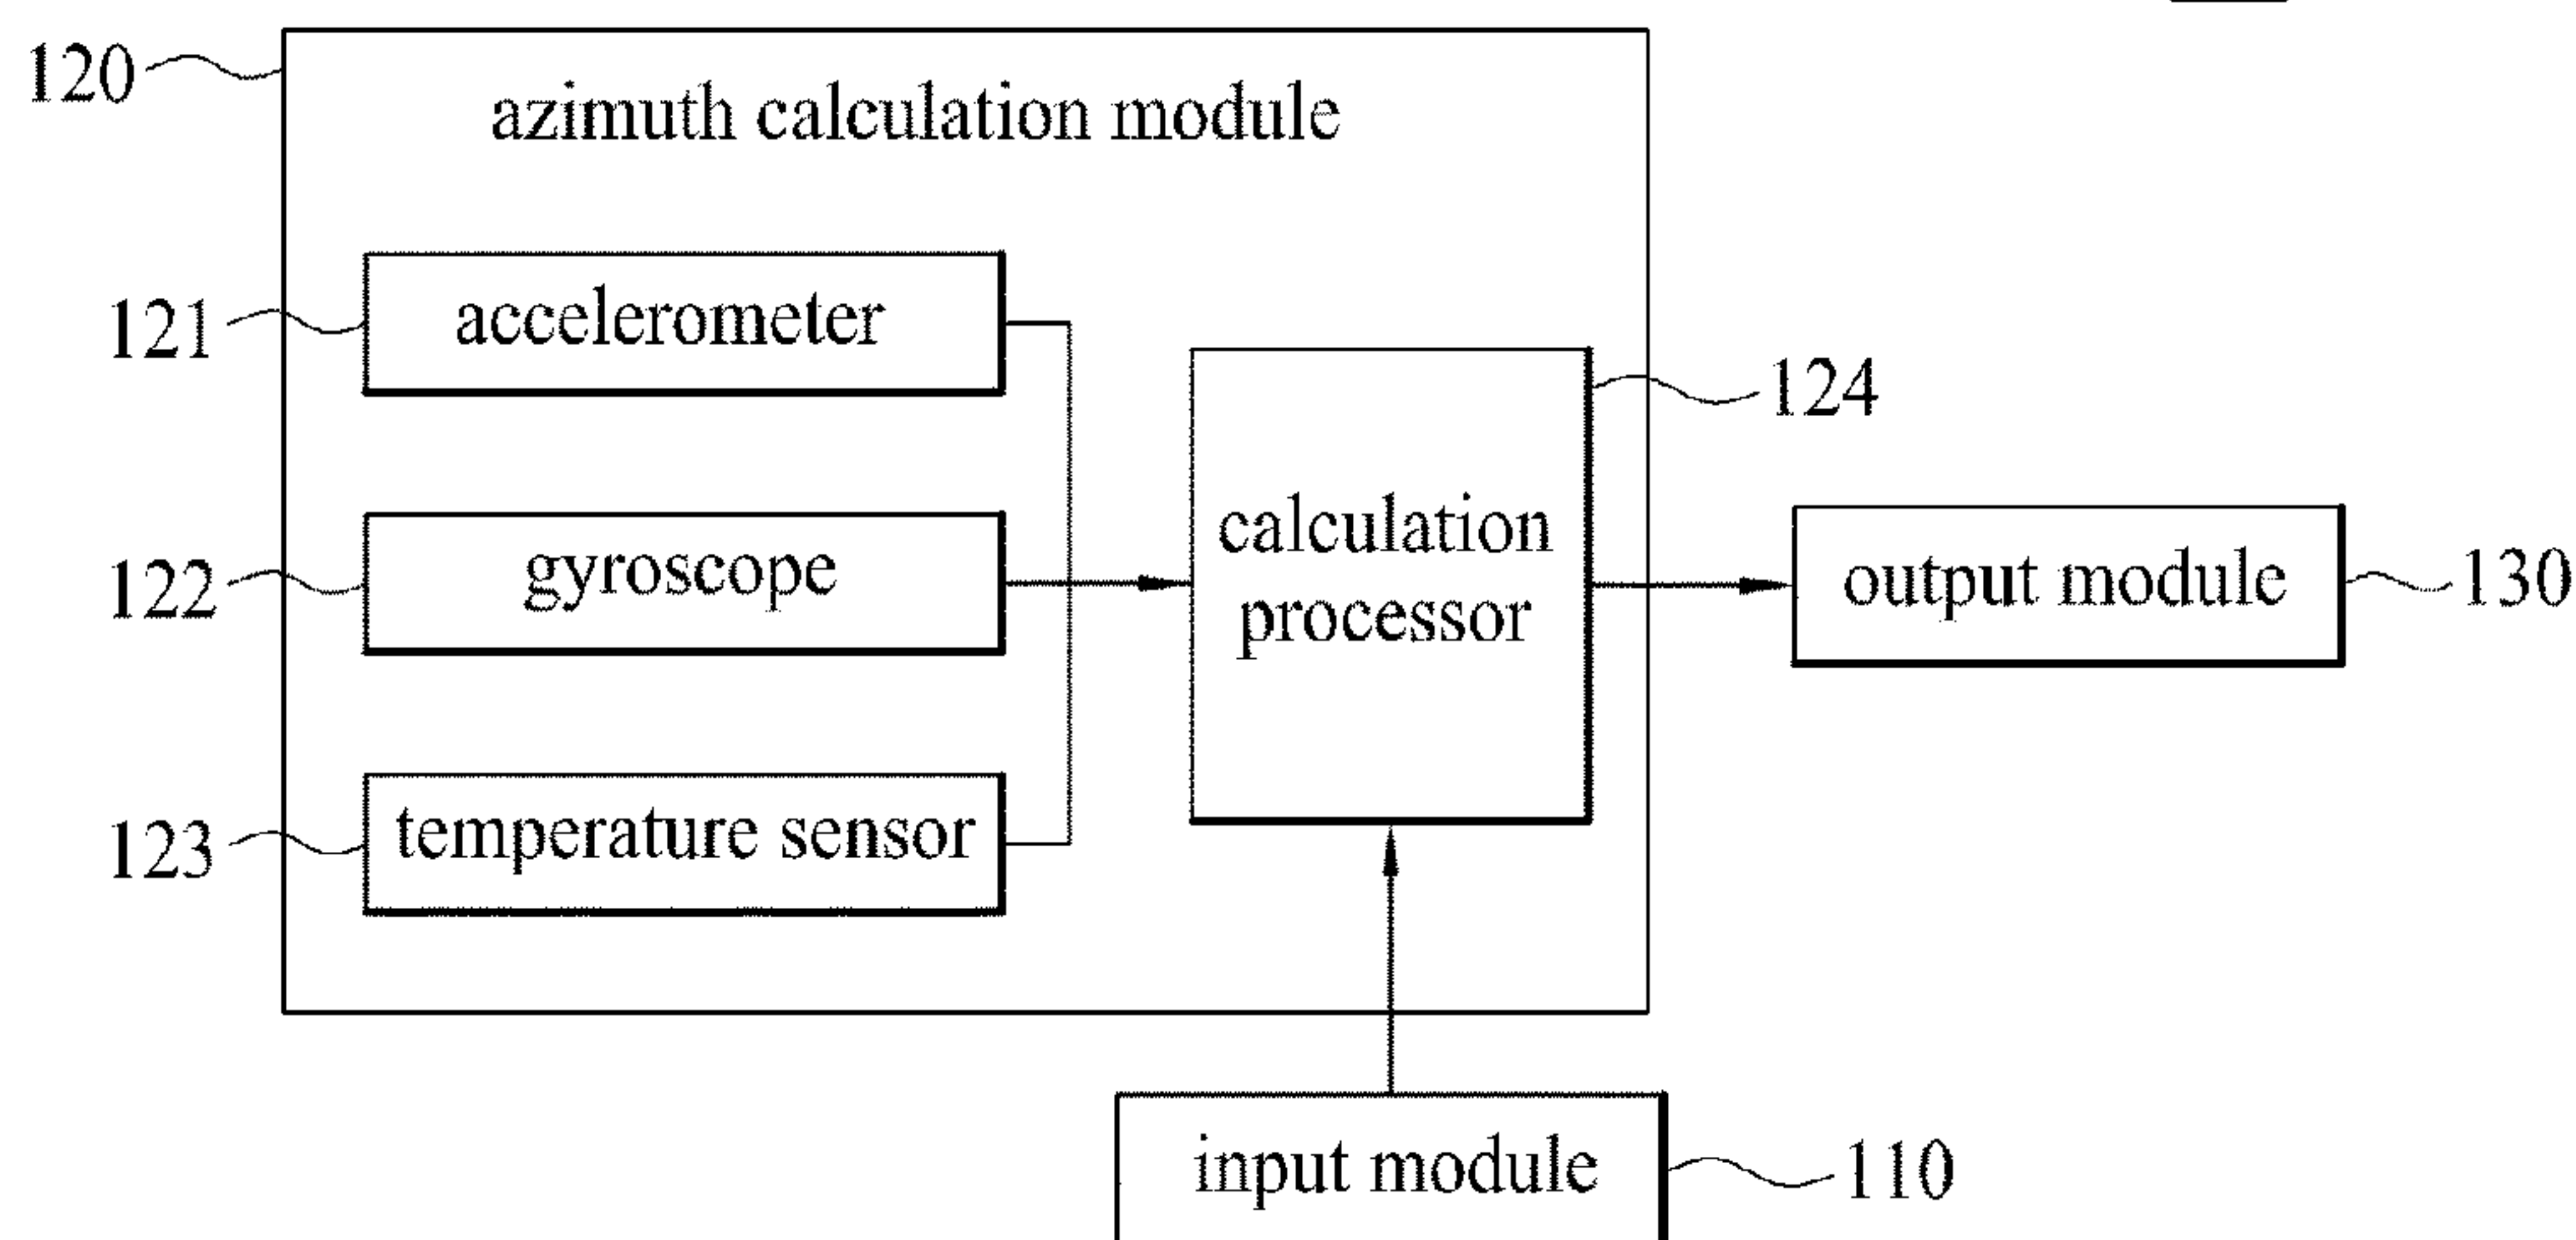 120
azimuth calculation module
121
accelerometer
124
122
gyroscope
calculation
processor
output module
130
123
temperature sensor
input module
110